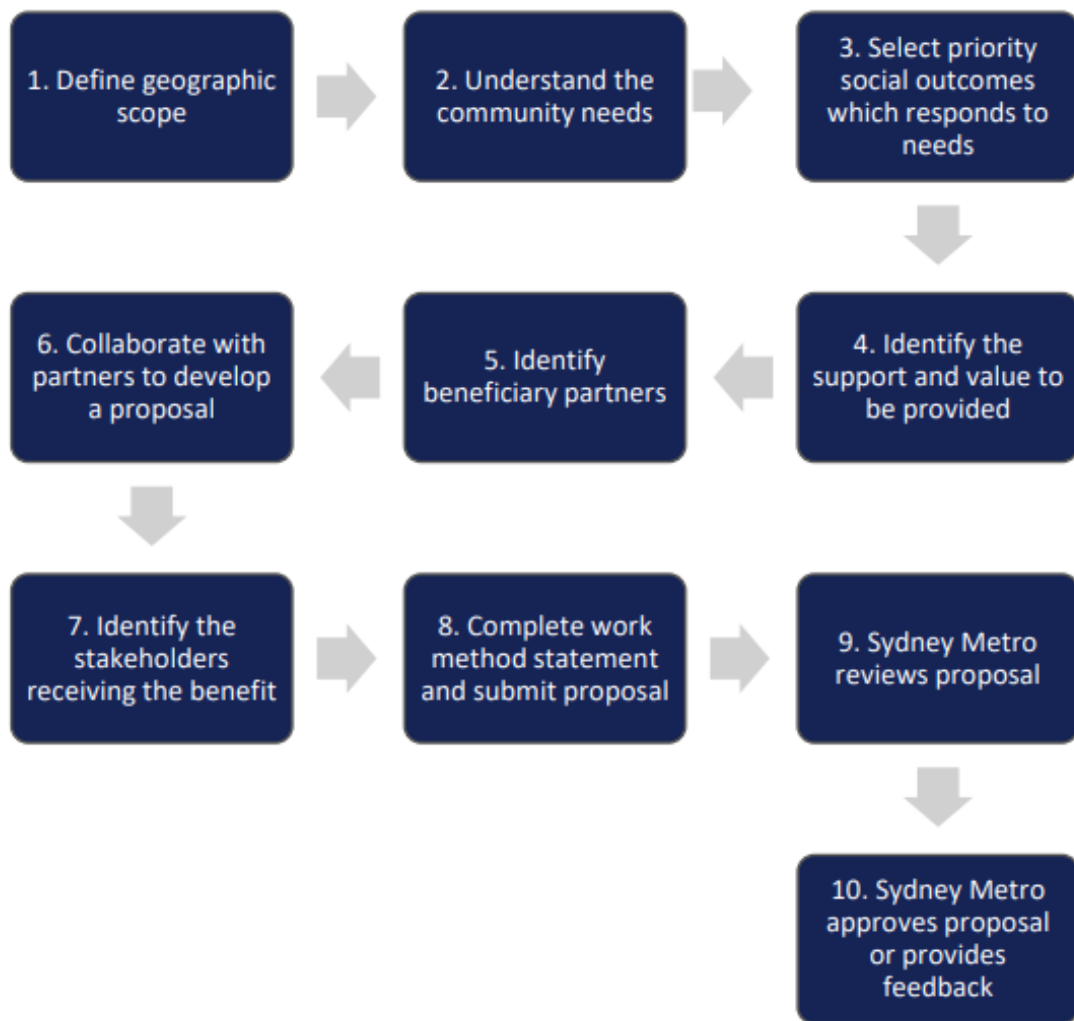 1. Define geographic
scope
2. Understand the
community needs
3. Select priority
social outcomes
which responds to
needs
4. Identify the
support and value to
be provided
5. Identify
beneficiary partners
6. Collaborate with
partners to develop
a proposal
7. Identify the
stakeholders
receiving the benefit
8. Complete work
method statement
and submit proposal
9. Sydney Metro
reviews proposal
10. Sydney Metro
approves proposal
or provides
feedback